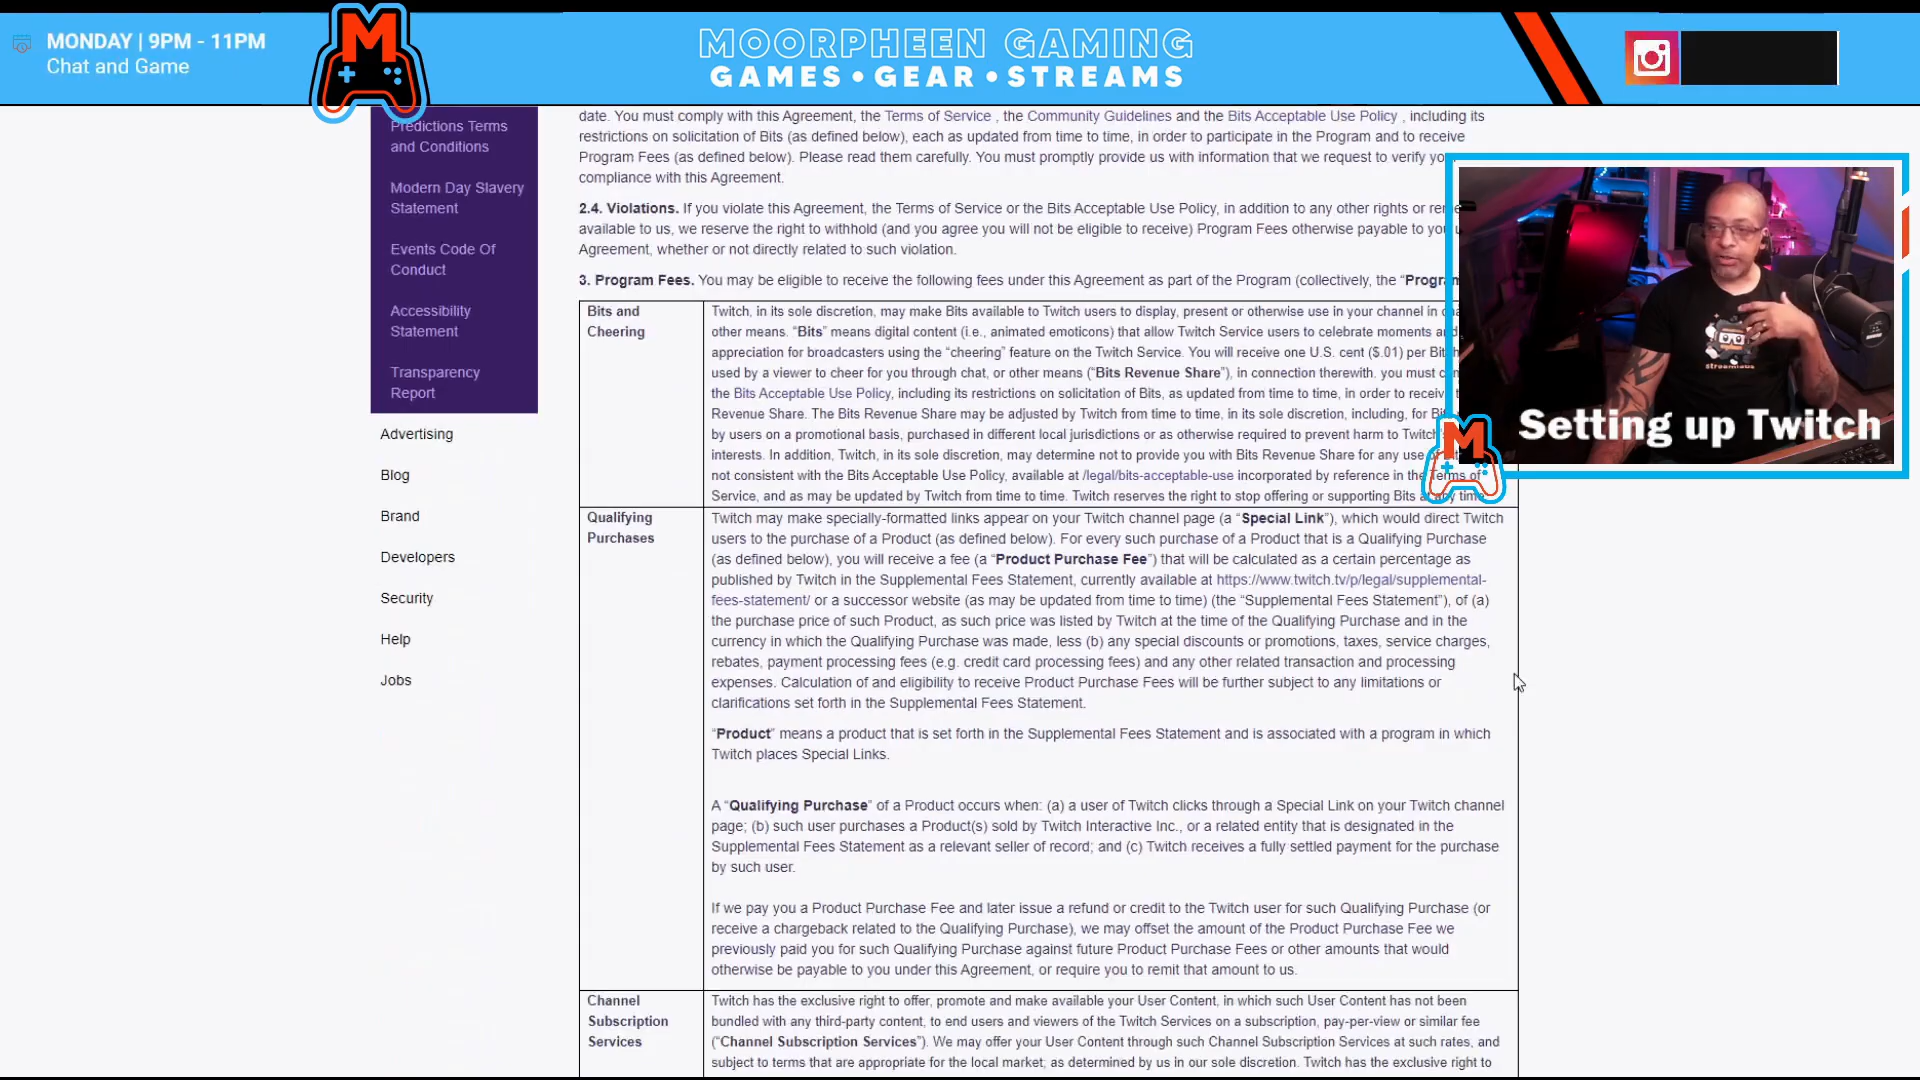 MONDAY | 9PM - 11PM
Chat and Game
M
MOORPHEEN GAMING
GAMES • GEAR • STREAMS
Predictions Terms
and Conditions
Modern Day Slavery
Statement
Events Code Of
Conduct
Accessibility
Statement
Transparency
Report
Advertising
Blog
Brand
Developers
Security
Help
Jobs
date. You must comply with this Agreement, the Terms of Service , the Community Guidelines and the Bits Acceptable Use Policy , including its
restrictions on solicitation of Bits (as defined below), each as updated from time to time, in order to participate in the Program and to receive
Program Fees (as defined below). Please read them carefully. You must promptly provide us with information that we request to verify
compliance with this Agreement.
2.4. Violations. If you violate this Agreement, the Terms of Service or the Bits Acceptable Use Policy, in addition to any other rights or
available to us, we reserve the right to withhold (and you agree you will not be eligible to receive) Program Fees otherwise payable to
Agreement, whether or not directly related to such violation.
3. Program Fees. You may be eligible to receive the following fees under this Agreement as part of the Program (collectively, the “
Bits and
Cheering
Twitch, in its sole discretion, may make Bits available to Twitch users to display, present or otherwise use in your channel in
other means. “Bits” means digital content (i.e., animated emoticons) that allow Twitch Service users to celebrate moments
appreciation for broadcasters using the “cheering” feature on the Twitch Service. You will receive one U.S. cent ($.01) per
used by a viewer to cheer for you through chat, or other means (“Bits Revenue Share”), in connection therewith. you must
the Bits Acceptable Use Policy, including its restrictions on solicitation of Bits, as updated from time to time, in order to receive
Revenue Share. The Bits Revenue Share may be adjusted by Twitch from time to time, in its sole discretion, including, for
by users on a promotional basis, purchased in different local jurisdictions or as otherwise required to prevent harm to
interests. In addition, Twitch, in its sole discretion, may determine not to provide you with Bits Revenue Share for any use
not consistent with the Bits Acceptable Use Policy, available at /legal/bits-acceptable-use incorporated by reference in the Terms of
Service, and as may be updated by Twitch from time to time. Twitch reserves the right to stop offering or supporting Bits at any time.
Qualifying
Purchases
Twitch may make specially-formatted links appear on your Twitch channel page (a “Special Link”), which would direct Twitch
users to the purchase of a Product (as defined below). For every such purchase of a Product that is a Qualifying Purchase
(as defined below), you will receive a fee (a “Product Purchase Fee”) that will be calculated as a certain percentage as
published by Twitch in the Supplemental Fees Statement, currently available at https://www.twitch.tv/p/legal/supplemental-
fees-statement/ or a successor website (as may be updated from time to time) (the “Supplemental Fees Statement”), of (a)
the purchase price of such Product, as such price was listed by Twitch at the time of the Qualifying Purchase and in the
currency in which the Qualifying Purchase was made, less (b) any special discounts or promotions, taxes, service charges,
rebates, payment processing fees (e.g. credit card processing fees) and any other related transaction and processing
expenses. Calculation of and eligibility to receive Product Purchase Fees will be further subject to any limitations or
clarifications set forth in the Supplemental Fees Statement.
“Product” means a product that is set forth in the Supplemental Fees Statement and is associated with a program in which
Twitch places Special Links.
A “Qualifying Purchase” of a Product occurs when: (a) a user of Twitch clicks through a Special Link on your Twitch channel
page; (b) such user purchases a Product(s) sold by Twitch Interactive Inc., or a related entity that is designated in the
Supplemental Fees Statement as a relevant seller of record; and (c) Twitch receives a fully settled payment for the purchase
by such user.
If we pay you a Product Purchase Fee and later issue a refund or credit to the Twitch user for such Qualifying Purchase (or
receive a chargeback related to the Qualifying Purchase), we may offset the amount of the Product Purchase Fee we
previously paid you for such Qualifying Purchase against future Product Purchase Fees or other amounts that would
otherwise be payable to you under this Agreement, or require you to remit that amount to us.
Channel
Subscription
Services
Twitch has the exclusive right to offer, promote and make available your User Content, in which such User Content has not been
bundled with any third-party content, to end users and viewers of the Twitch Services on a subscription, pay-per-view or similar fee
(“Channel Subscription Services”). We may offer your User Content through such Channel Subscription Services at such rates, and
subject to terms that are appropriate for the local market; as determined by us in our sole discretion. Twitch has the exclusive right to
streamlabs
Setting up Twitch
M